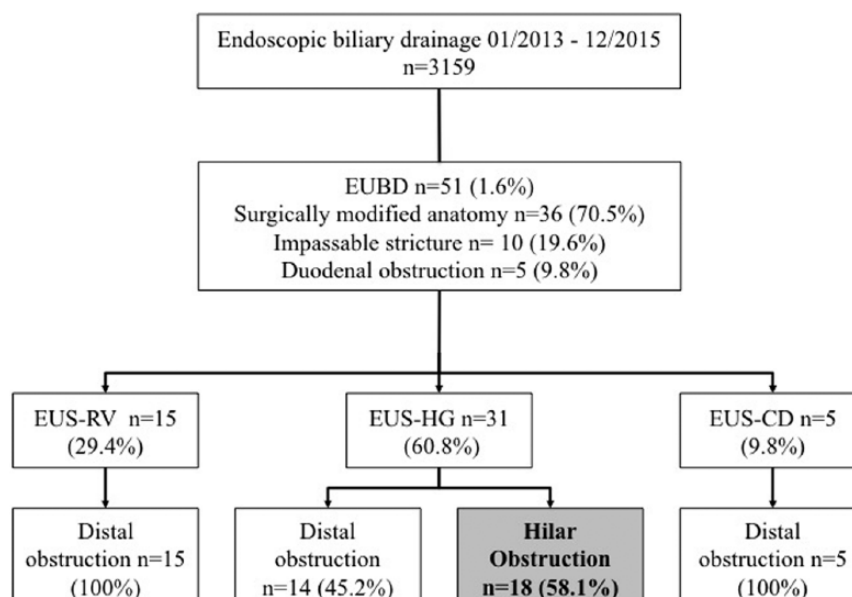 Endoscopic biliary drainage 01/2013 - 12/2015
n=3159
EUBD n=51 (1.6%)
Surgically modified anatomy n=36 (70.5%)
Impassable stricture n= 10 (19.6%)
Duodenal obstruction n=5 (9.8%)
EUS-RV n=15
(29.4%)
EUS-HG n=31
(60.8%)
EUS-CD n=5
(9.8%)
Distal
obstruction n=15
(100%)
Distal
obstruction
n=14 (45.2%)
Hilar
Obstruction
n=18 (58.1%)
Distal
obstruction n=5
(100%)